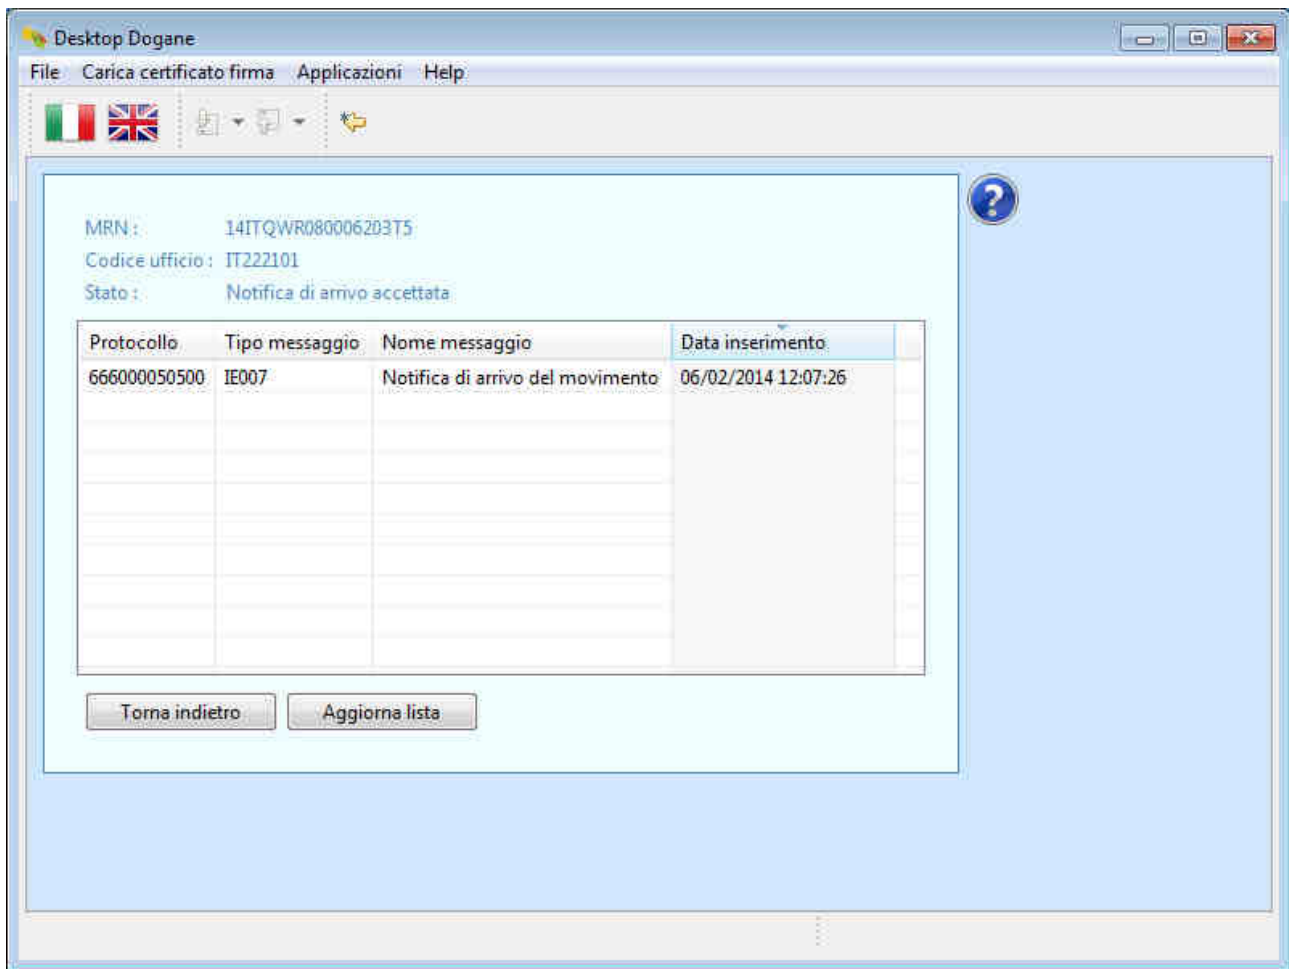 Desktop Dogane
File Carica certificato firma Applicazioni Help
MRN : 14ITQWR080006203T5
Codice ufficio : IT222101
Stato : Notifica di arrivo accettata
Protocollo Tipo messaggio Nome messaggio Data inserimento
666000050500 IE007 Notifica di arrivo del movimento 06/02/2014 12:07:26
Torna indietro Aggiorna lista